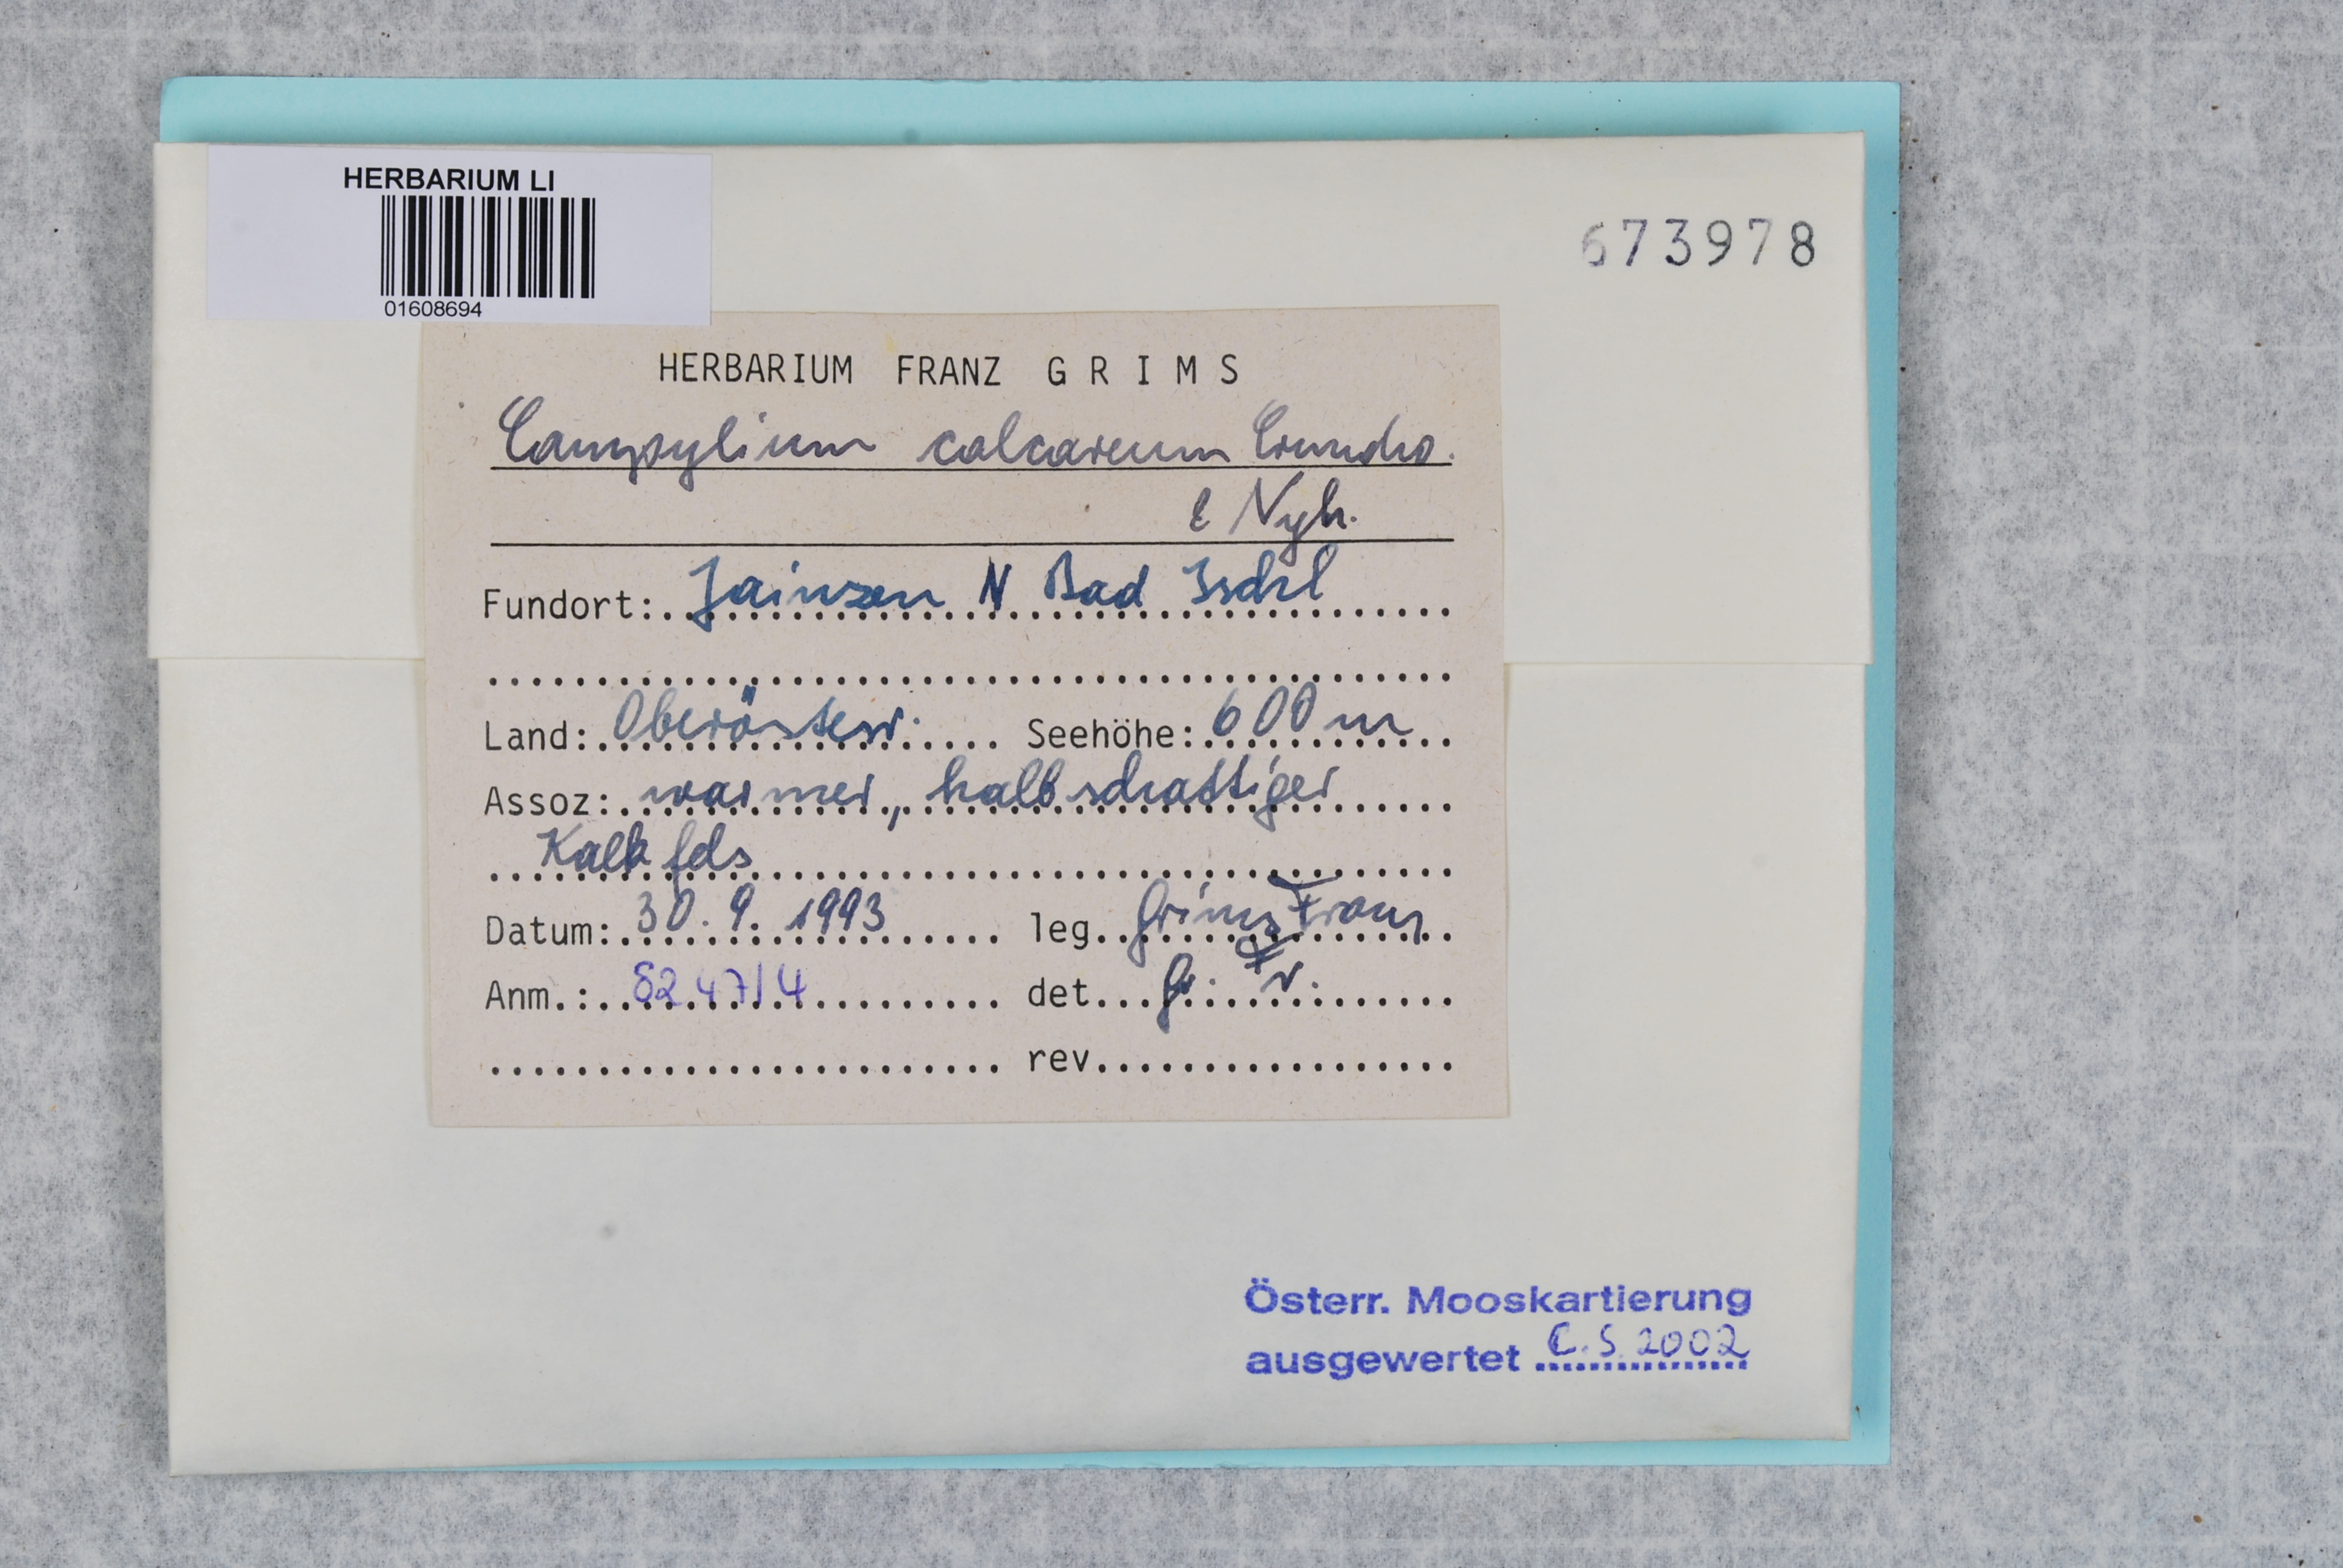 HERBARIUM LI
01608694
673978
HERBARIUM FRANZ G R I M S
Campylium calcareum Crundw.
& Nyh.
Fundort: Jainzen N Bad Ischl
Land: Oberösterr. Seehöhe: 600 m
Assoz: warmer, halbschattiger
Kalkfels
Datum: 30. 9. 1993 leg. Grims Franz
Anm.: 8247/4 det. Gr. Fr.
rev.
Österr. Mooskartierung
ausgewertet C.S. 2002